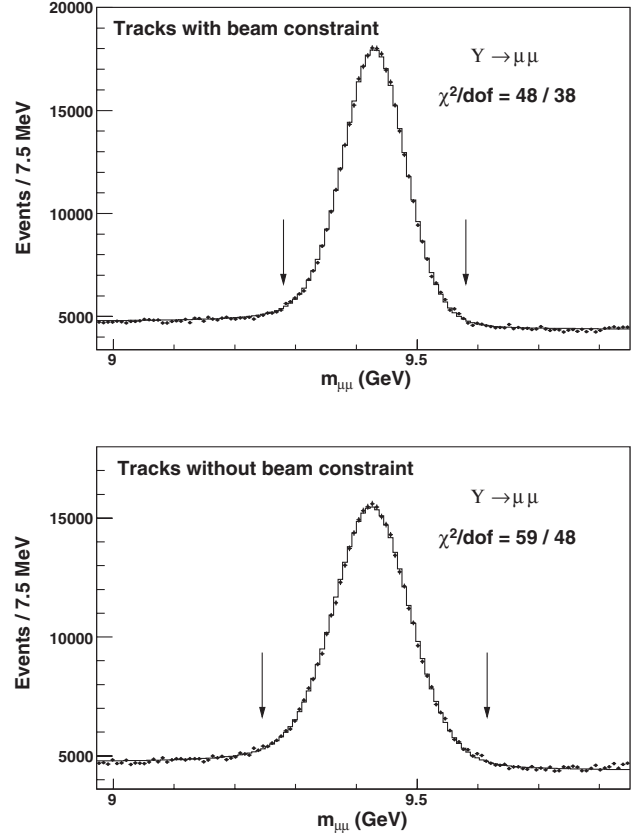 20000
Tracks with beam constraint
Υ → μ μ
χ²/dof = 48 / 38
15000
10000
5000
Events / 7.5 MeV
9
9.5
m_μμ (GeV)
Tracks without beam constraint
Υ → μ μ
χ²/dof = 59 / 48
15000
10000
5000
Events / 7.5 MeV
9
9.5
m_μμ (GeV)